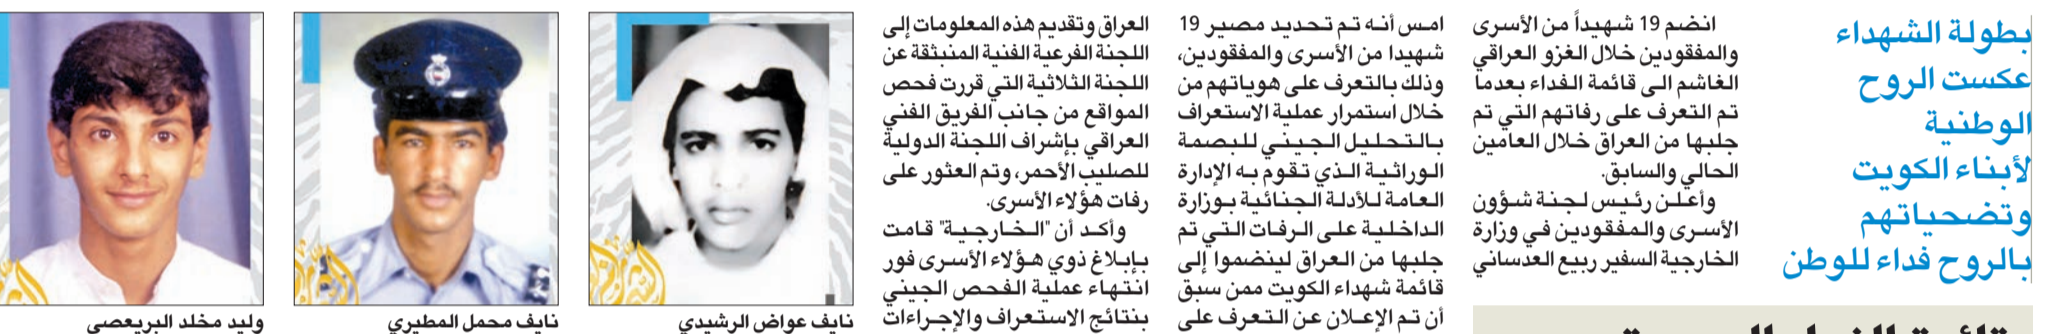 بطولة الشهداء
عكست الروح
الوطنية
لأبناء الكويت
وتضحياتهم
بالروح فداء للوطن
انضم 19 شهيداً من الأسرى
والمفقودين خلال الغزو العراقي
الغاشم الى قائمة الفداء بعدما
تم التعرف على رفاتهم التي تم
جلبها من العراق خلال العامين
الحالي والسابق.
وأعلن رئيس لجنة شؤون
الأسرى والمفقودين في وزارة
الخارجية السفير ربيع العدساني
امس أنه تم تحديد مصير 19
شهيدا من الأسرى والمفقودين،
وذلك بالتعرف على هوياتهم من
خلال استمرار عملية الاستعراف
بالتحليل الجيني للبصمة
الوراثية الذي تقوم به الإدارة
العامة للأدلة الجنائية بوزارة
الداخلية على الرفات التي تم
جلبها من العراق لينضموا إلى
قائمة شهداء الكويت ممن سبق
أن تم الإعلان عن التعرف على
العراق وتقديم هذه المعلومات إلى
اللجنة الفرعية الفنية المنبثقة عن
اللجنة الثلاثية التي قررت فحص
المواقع من جانب الفريق الفني
العراقي بإشراف اللجنة الدولية
للصليب الأحمر، وتم العثور على
رفات هؤلاء الأسرى.
وأكد أن "الخارجية" قامت
بإبلاغ ذوي هؤلاء الأسرى فور
انتهاء عملية الفحص الجيني
بنتائج الاستعراف والإجراءات
نايف عواض الرشيدي
نايف محمل المطيري
وليد مخلد البريعصي